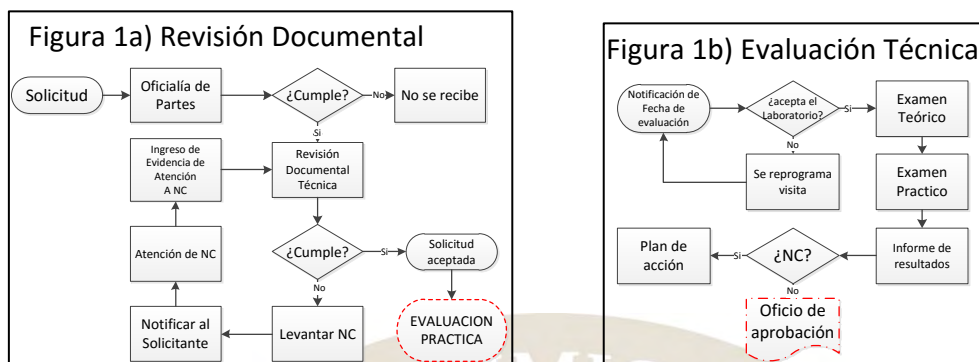 Figura 1a) Revisión Documental
Solicitud
Oficialía de
Partes
¿Cumple?
No
No se recibe
Si
Ingreso de
Evidencia de
Atención
A NC
Revisión
Documental
Técnica
Atención de NC
¿Cumple?
Si
Solicitud
aceptada
No
Notificar al
Solicitante
Levantar NC
EVALUACION
PRACTICA
Figura 1b) Evaluación Técnica
Notificación de
Fecha de
evaluación
¿acepta el
Laboratorio?
Si
Examen
Teórico
No
Se reprograma
visita
Examen
Practico
Plan de
acción
Si
¿NC?
Informe de
resultados
No
Oficio de
aprobación